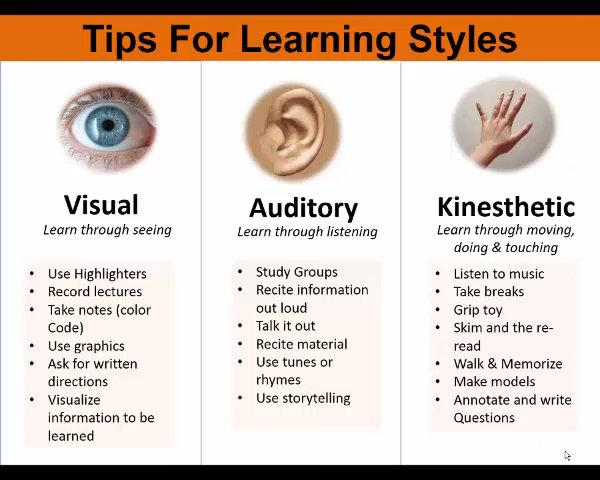 Tips For Learning Styles
Visual
Learn through seeing
• Use Highlighters
• Record lectures
• Take notes (color
Code)
• Use graphics
• Ask for written
directions
• Visualize
information to be
learned
Auditory
Learn through listening
• Study Groups
• Recite information
out loud
• Talk it out
• Recite material
• Use tunes or
rhymes
• Use storytelling
Kinesthetic
Learn through moving,
doing & touching
• Listen to music
• Take breaks
• Grip toy
• Skim and the re-
read
• Walk & Memorize
• Make models
• Annotate and write
Questions